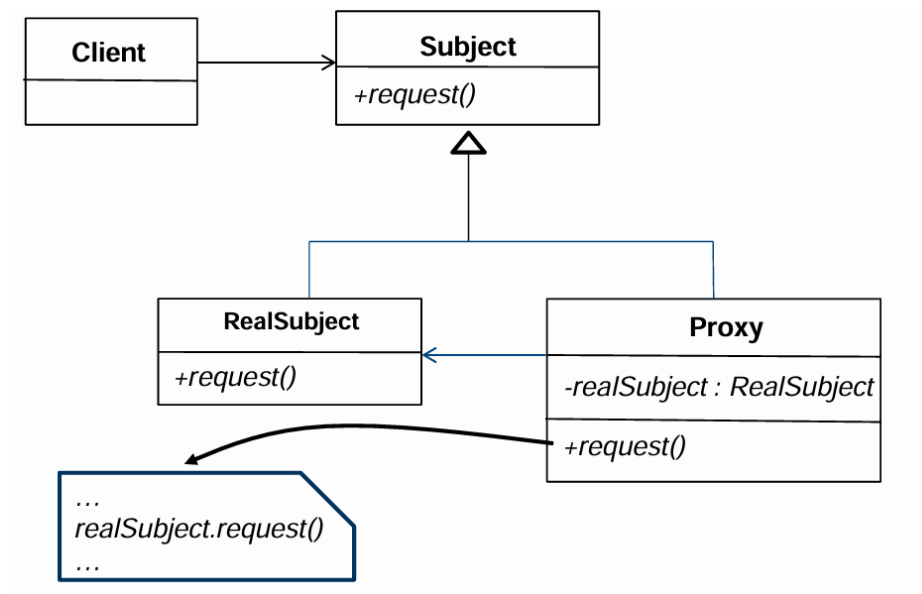 Client
Subject
+request()
RealSubject
+request()
Proxy
-realSubject : RealSubject
+request()
...
realSubject.request()
...